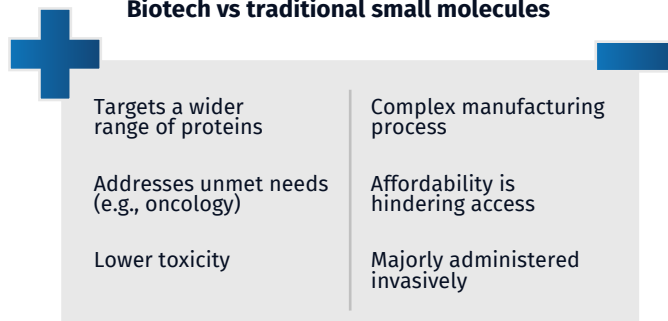 Biotech vs traditional small molecules
Targets a wider
range of proteins
Addresses unmet needs
(e.g., oncology)
Lower toxicity
Complex manufacturing
process
Affordability is
hindering access
Majorly administered
invasively